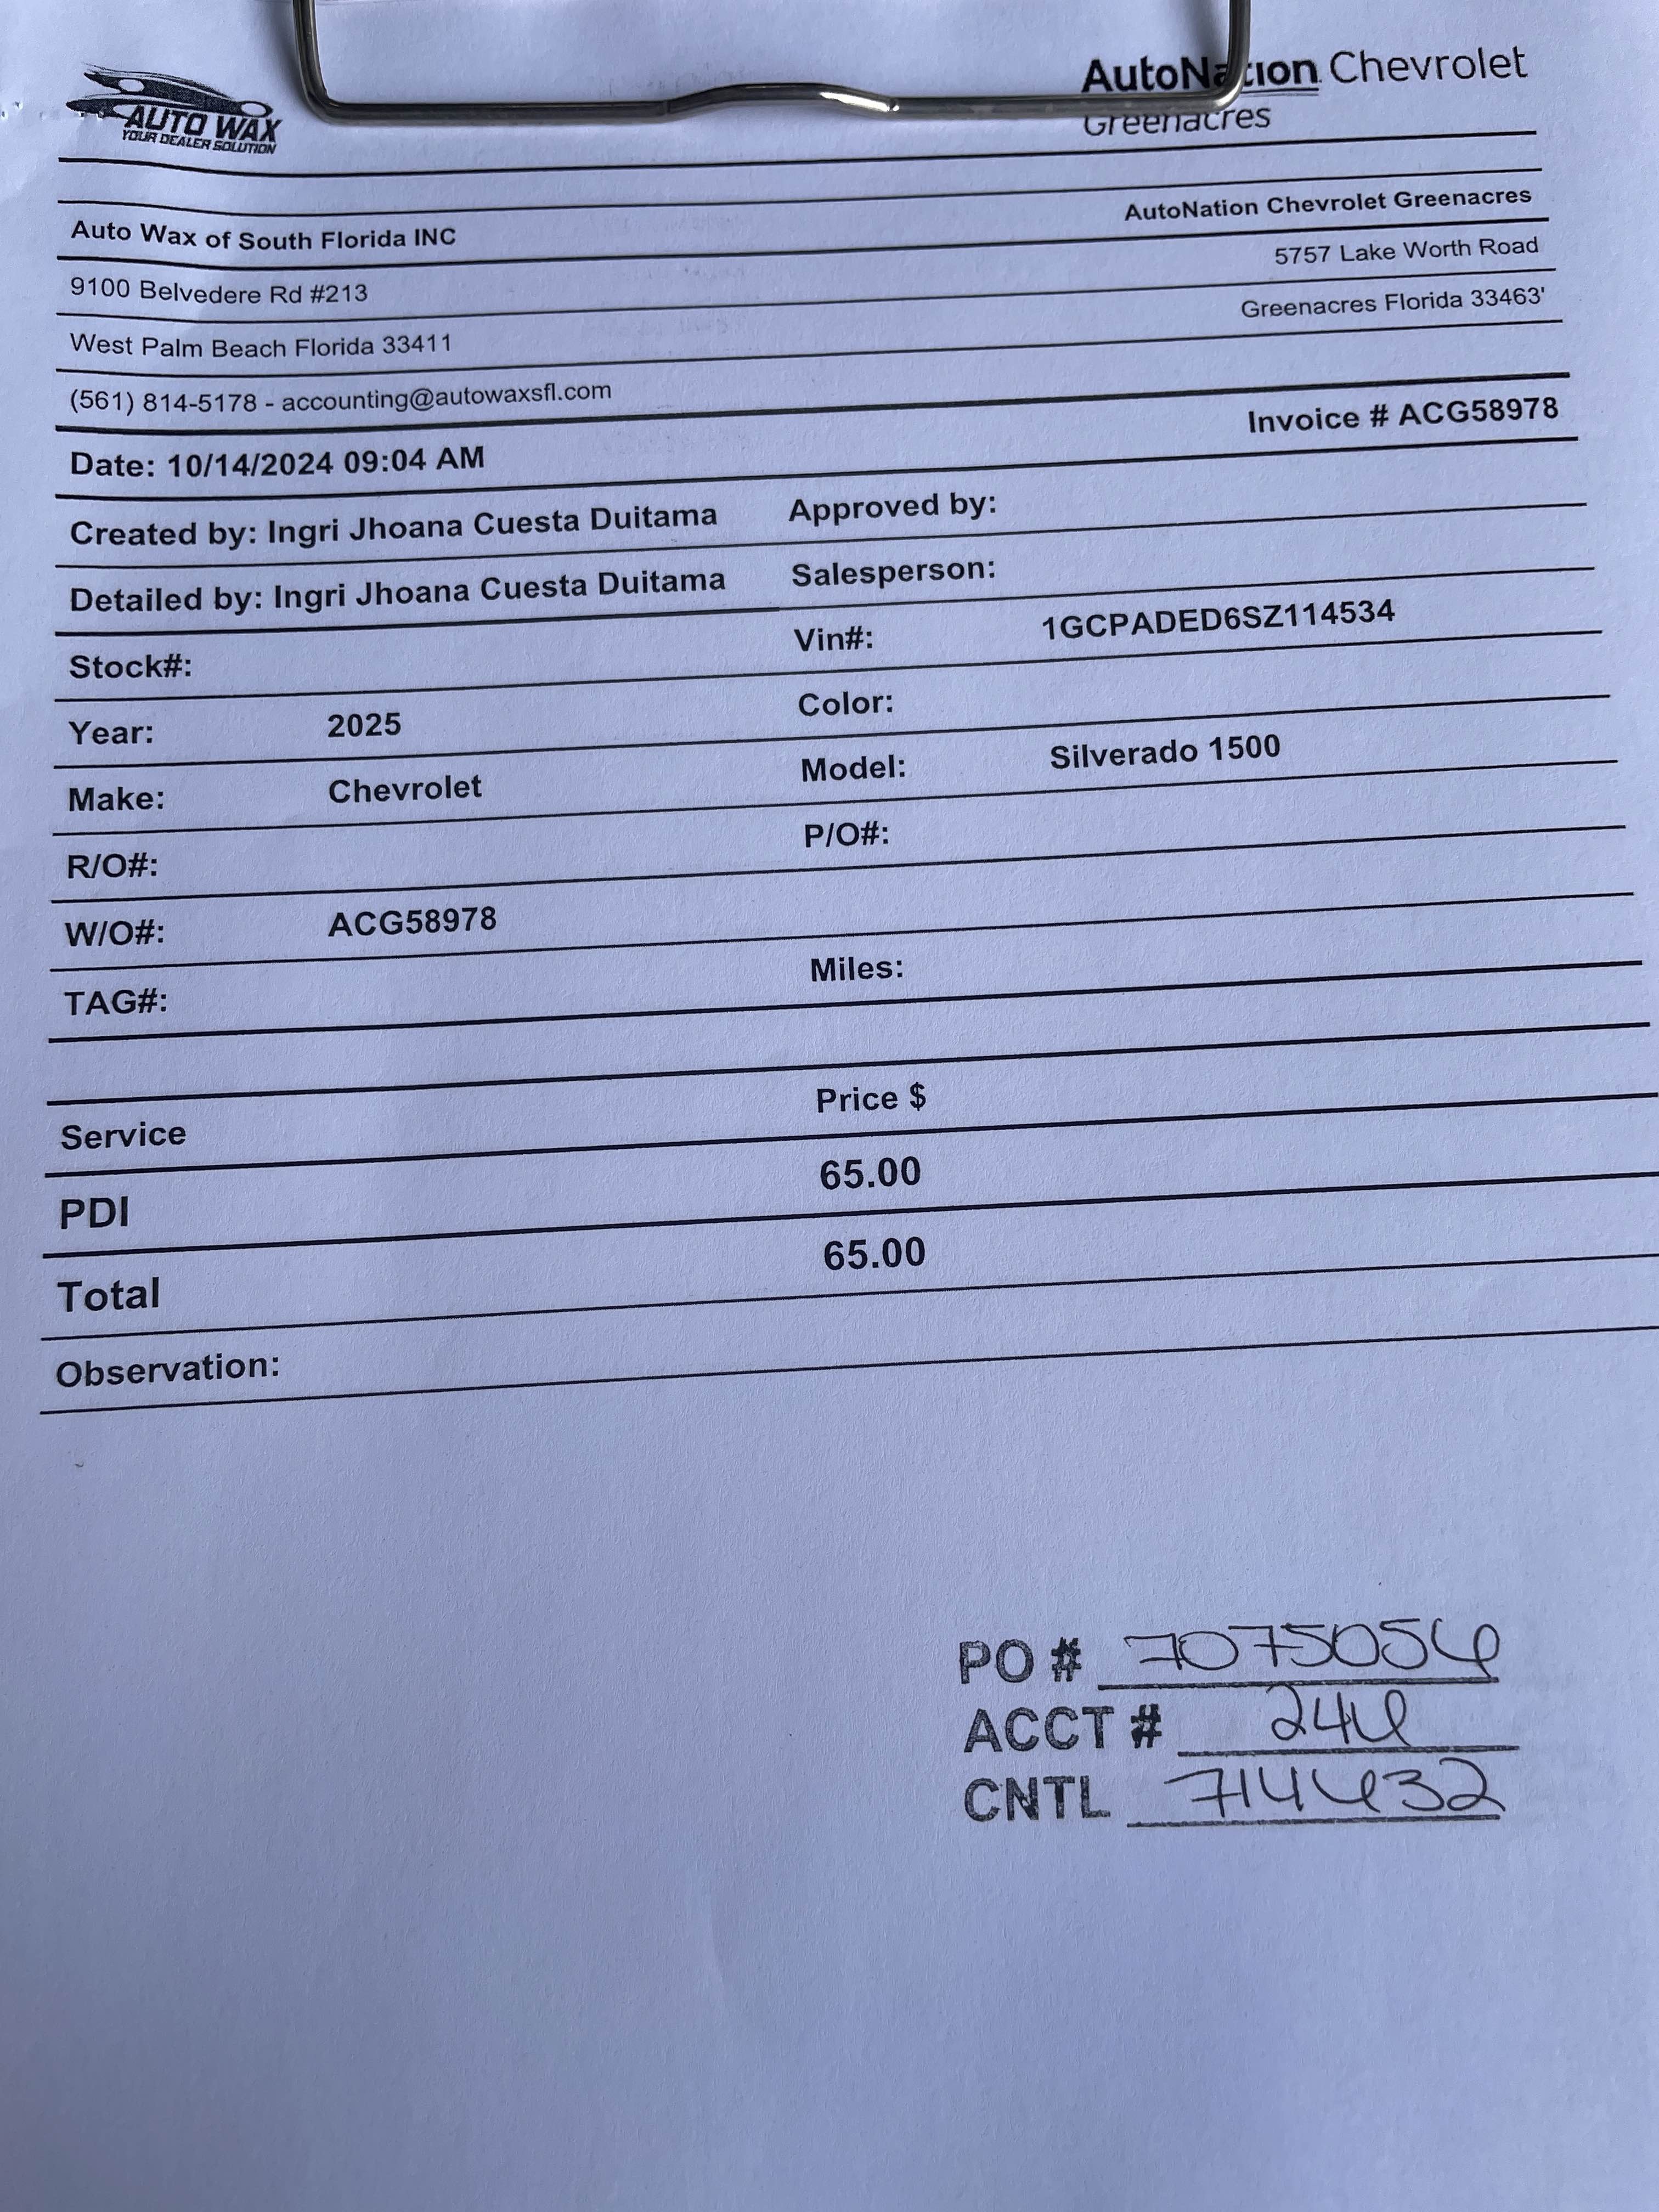 AUTO WAX
YOUR DEALER SOLUTION
AutoNation Chevrolet
Greenacres
Auto Wax of South Florida INC
AutoNation Chevrolet Greenacres
9100 Belvedere Rd #213
5757 Lake Worth Road
West Palm Beach Florida 33411
Greenacres Florida 33463'
(561) 814-5178 - accounting@autowaxsfl.com
Date: 10/14/2024 09:04 AM
Invoice # ACG58978
Created by: Ingri Jhoana Cuesta Duitama Approved by:
Detailed by: Ingri Jhoana Cuesta Duitama Salesperson:
Stock#: Vin#: 1GCPADED6SZ114534
Year: 2025 Color:
Make: Chevrolet Model: Silverado 1500
R/O#: P/O#:
W/O#: ACG58978
TAG#: Miles:
Service Price $
PDI 65.00
Total 65.00
Observation:
PO # 7075056
ACCT # 246
CNTL 714632